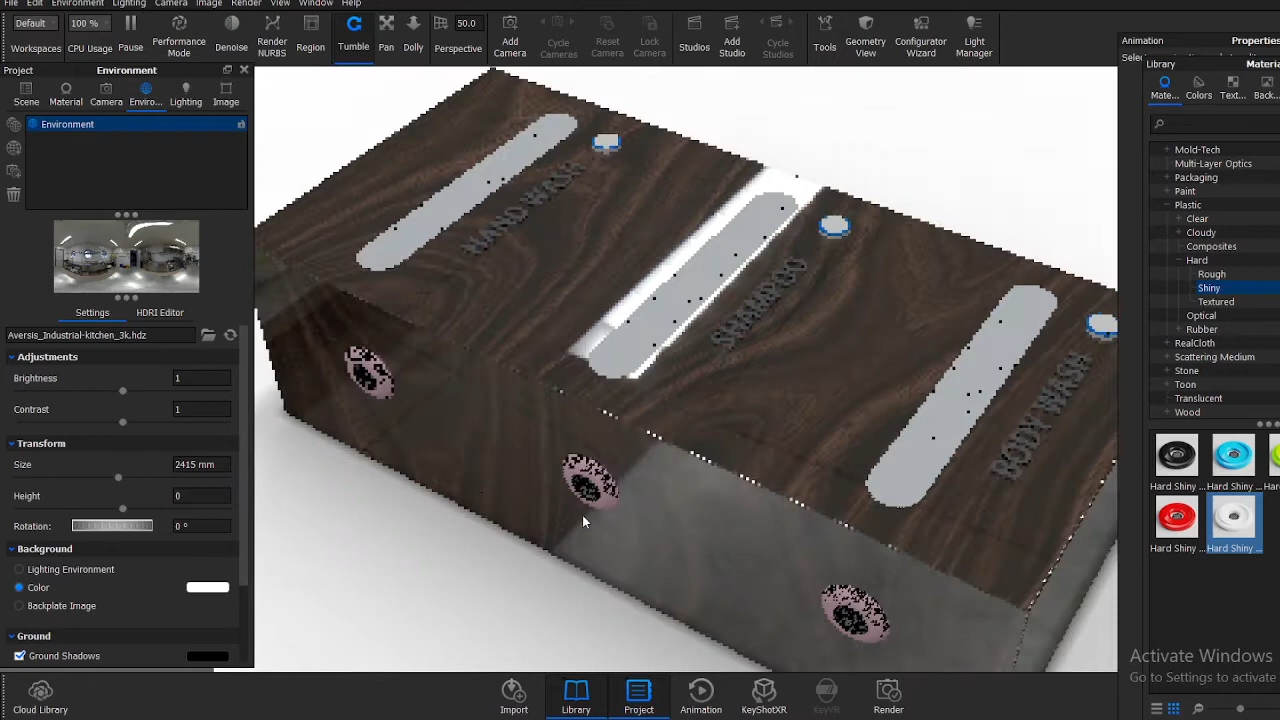 File Edit Environment Lighting Camera Image Render View Window Help
Default 100 % 50.0
Workspaces CPU Usage Pause Performance Mode Denoise Render NURBS Region Tumble Pan Dolly Perspective Add Camera Cycle Cameras Reset Camera Lock Camera Studios Add Studio Cycle Studios Tools Geometry View Configurator Wizard Light Manager
Project Environment
Scene Material Camera Enviro... Lighting Image
Environment
Settings HDRI Editor
Aversis_Industrial-kitchen_3k.hdz
Adjustments
Brightness 1
Contrast 1
Transform
Size 2415 mm
Height 0
Rotation: 0 °
Background
Lighting Environment
Color
Backplate Image
Ground
Ground Shadows
HAND WASH
SHAMPOO
BODY WASH
Animation Properties
Library
Mate... Colors Text... Back...
Mold-Tech
Multi-Layer Optics
Packaging
Paint
Plastic
Clear
Cloudy
Composites
Hard
Rough
Shiny
Textured
Optical
Rubber
RealCloth
Scattering Medium
Stone
Toon
Translucent
Wood
Hard Shiny ... Hard Shiny ...
Hard Shiny ... Hard Shiny ...
Activate Windows
Go to Settings to activate
Cloud Library Import Library Project Animation KeyShotXR KeyVR Render